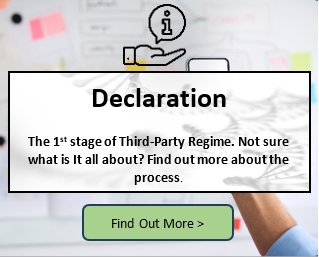 Declaration
The 1st stage of Third-Party Regime. Not sure
what is It all about? Find out more about the
process.
Find Out More >